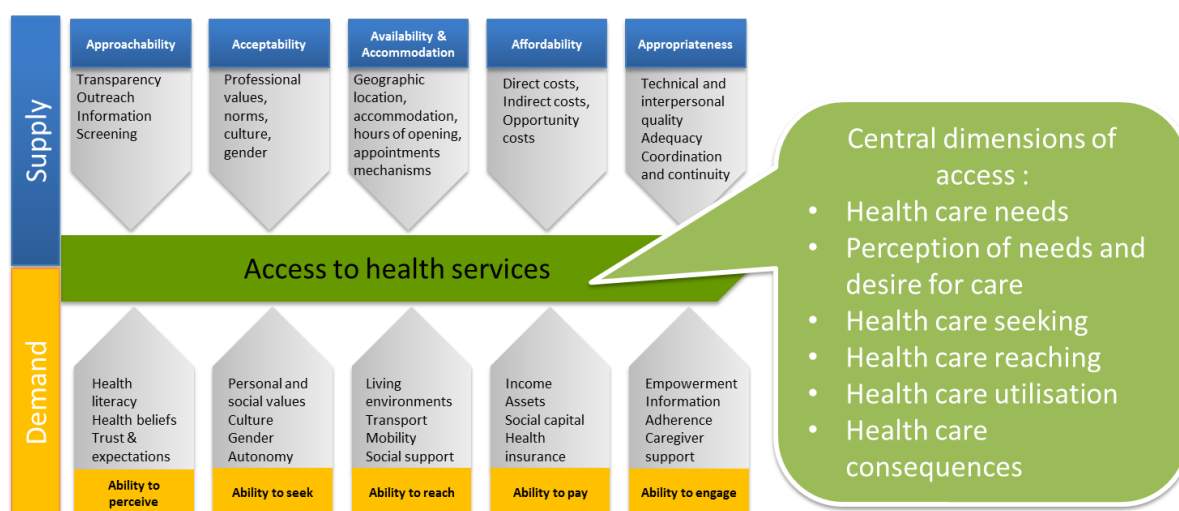 Supply
Approachability
Transparency
Outreach
Information
Screening
Acceptability
Professional
values,
norms,
culture,
gender
Availability &
Accommodation
Geographic
location,
accommodation,
hours of opening,
appointments
mechanisms
Affordability
Direct costs,
Indirect costs,
Opportunity
costs
Appropriateness
Technical and
interpersonal
quality
Adequacy
Coordination
and continuity
Access to health services
Central dimensions of
access :
• Health care needs
• Perception of needs and
desire for care
• Health care seeking
• Health care reaching
• Health care utilisation
• Health care
consequences
Demand
Health
literacy
Health beliefs
Trust &
expectations
Ability to
perceive
Personal and
social values
Culture
Gender
Autonomy
Ability to seek
Living
environments
Transport
Mobility
Social support
Ability to reach
Income
Assets
Social capital
Health
insurance
Ability to pay
Empowerment
Information
Adherence
Caregiver
support
Ability to engage